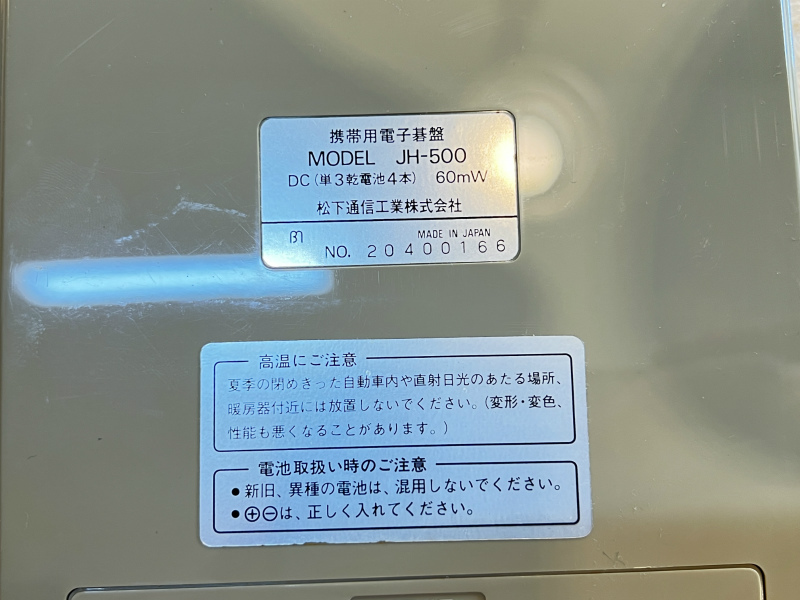 携帯用電子碁盤
MODEL JH-500
DC(単3乾電池4本) 60mW
松下通信工業株式会社
MADE IN JAPAN
NO. 20400166
高温にご注意
夏季の閉めきった自動車内や直射日光のあたる場所、
暖房器付近には放置しないでください。(変形・変色、
性能も悪くなることがあります。)
電池取扱い時のご注意
●新旧、異種の電池は、混用しないでください。
●⊕⊖は、正しく入れてください。